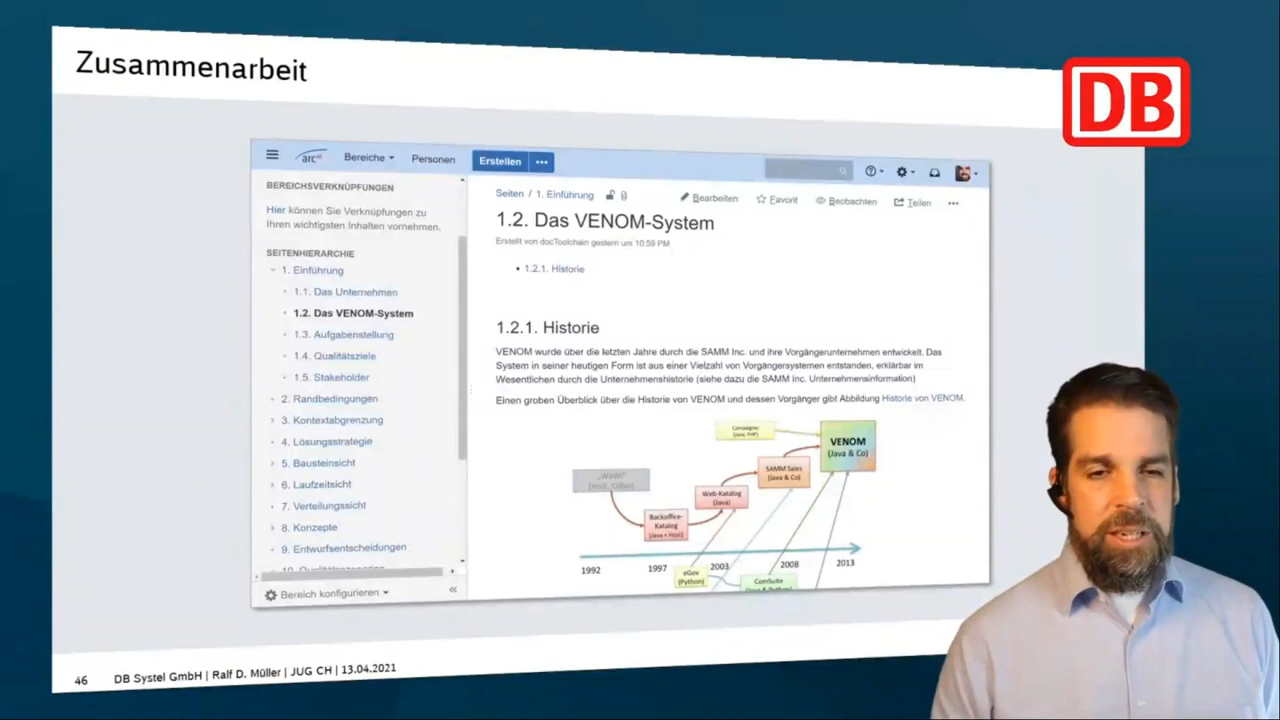 Zusammenarbeit
DB
Bereiche
Personen
Erstellen
BEREICHSVERKNÜPFUNGEN
Hier können Sie Verknüpfungen zu
Ihren wichtigsten Inhalten vornehmen.
SEITENHIERARCHIE
1. Einführung
1.1. Das Unternehmen
1.2. Das VENOM-System
1.3. Aufgabenstellung
1.4. Qualitätsziele
1.5. Stakeholder
2. Randbedingungen
3. Kontextabgrenzung
4. Lösungsstrategie
5. Bausteinsicht
6. Laufzeitsicht
7. Verteilungssicht
8. Konzepte
9. Entwurfsentscheidungen
Bereich konfigurieren
Seiten / 1. Einführung
Bearbeiten
Favorit
Beobachten
Teilen
1.2. Das VENOM-System
Erstellt von docToolchain gestern um 10:59 PM
1.2.1. Historie
1.2.1. Historie
VENOM wurde über die letzten Jahre durch die SAMM Inc. und ihre Vorgängerunternehmen entwickelt. Das
System in seiner heutigen Form ist aus einer Vielzahl von Vorgängersystemen entstanden, erklärbar im
Wesentlichen durch die Unternehmenshistorie (siehe dazu die SAMM Inc. Unternehmensinformation)
Einen groben Überblick über die Historie von VENOM und dessen Vorgänger gibt Abbildung Historie von VENOM.
VENOM
(Java & Co)
SAMM Sales
(Java & Co)
Web-Katalog
(Java)
Backoffice-
Katalog
(Java + Host)
1992
1997
2003
2008
2013
eGov
(Python)
ComSuite
46
DB Systel GmbH | Ralf D. Müller | JUG CH | 13.04.2021